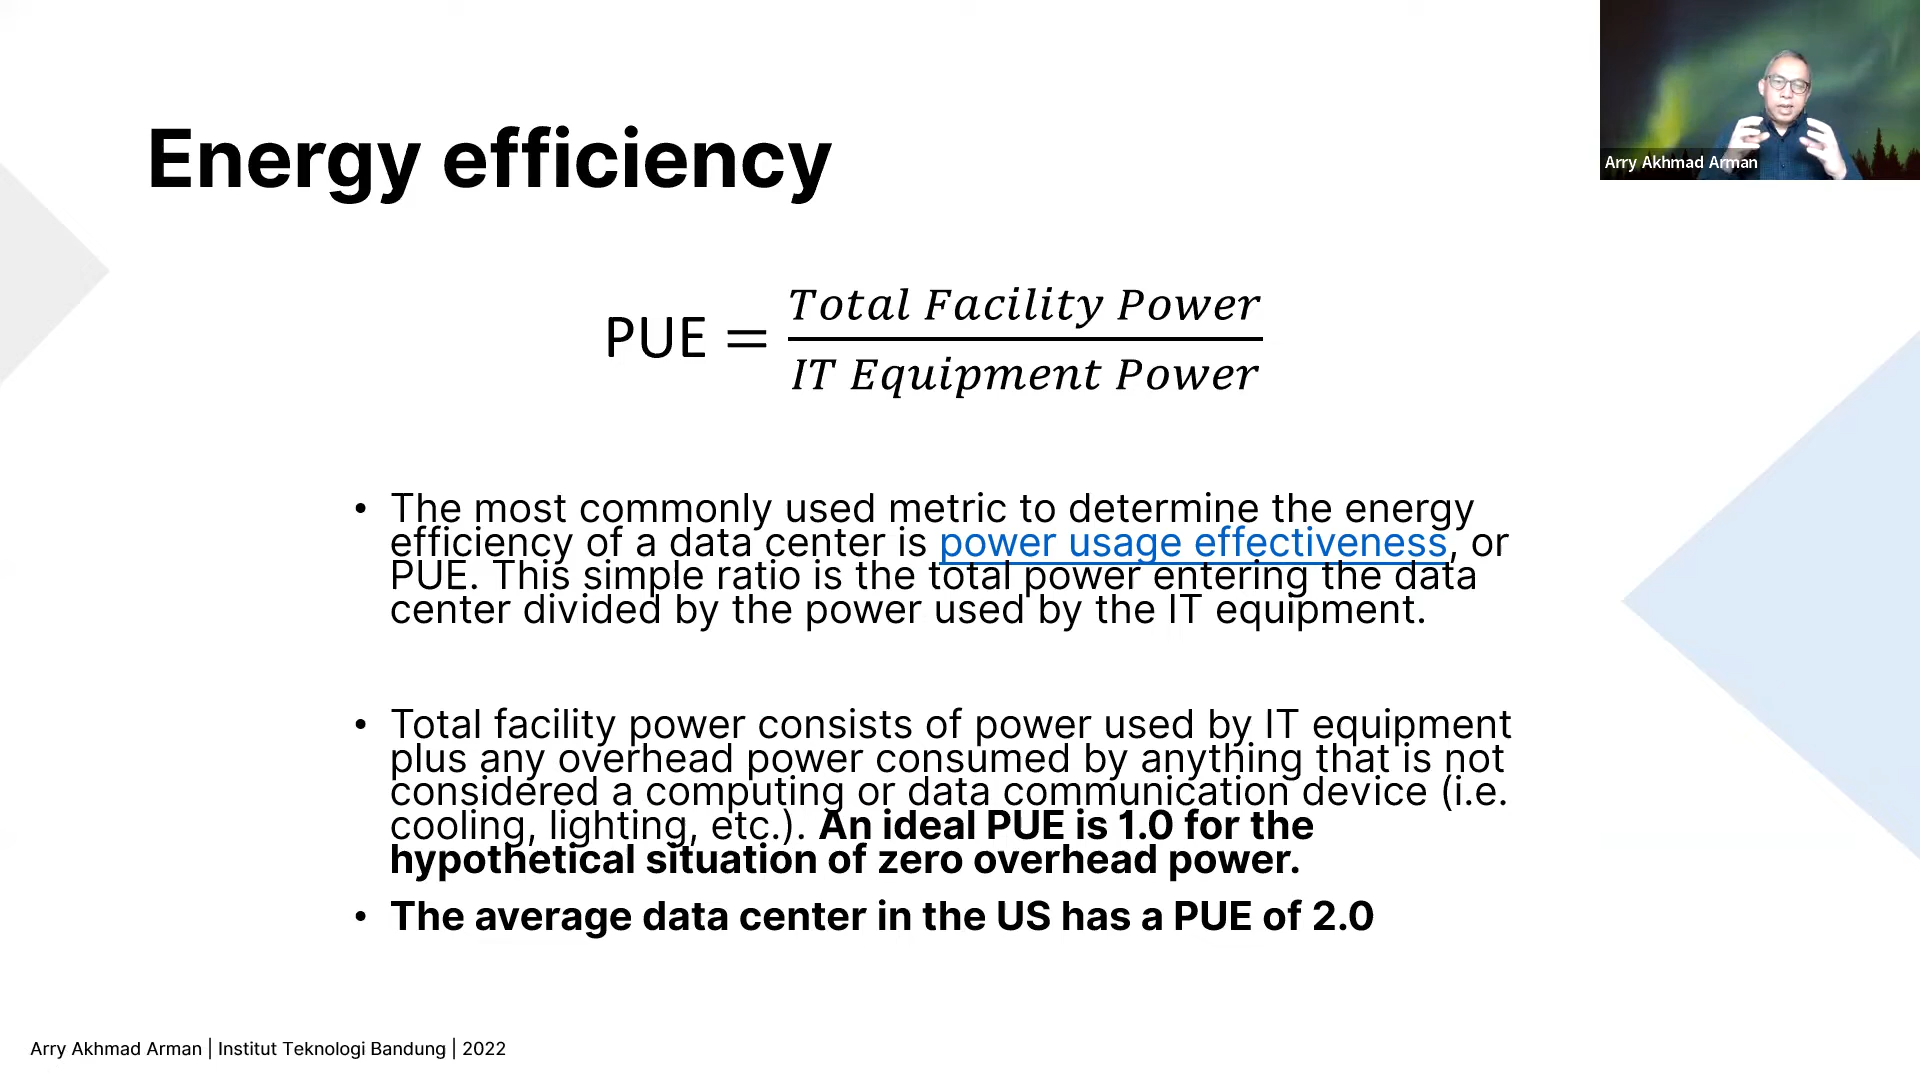 Energy efficiency
Arry Akhmad Arman
PUE = Total Facility Power / IT Equipment Power
• The most commonly used metric to determine the energy
efficiency of a data center is power usage effectiveness, or
PUE. This simple ratio is the total power entering the data
center divided by the power used by the IT equipment.
• Total facility power consists of power used by IT equipment
plus any overhead power consumed by anything that is not
considered a computing or data communication device (i.e.
cooling, lighting, etc.). An ideal PUE is 1.0 for the
hypothetical situation of zero overhead power.
• The average data center in the US has a PUE of 2.0
Arry Akhmad Arman | Institut Teknologi Bandung | 2022